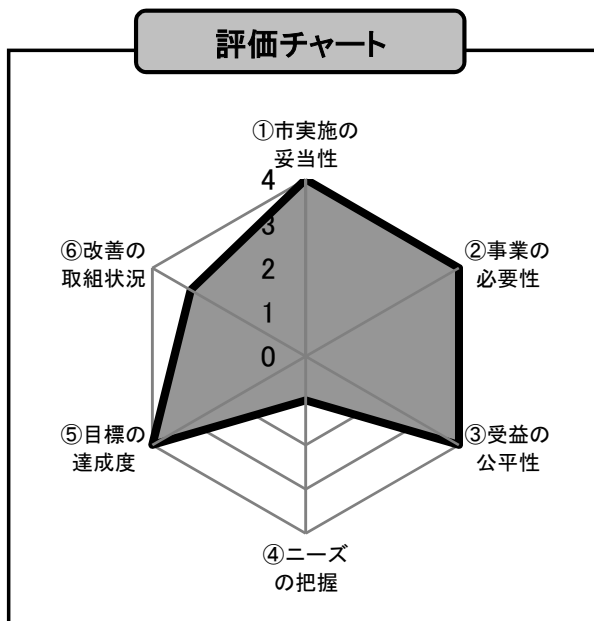 評価チャート
①市実施の
妥当性
4
3
2
1
0
②事業の
必要性
③受益の
公平性
④ニーズ
の把握
⑤目標の
達成度
⑥改善の
取組状況